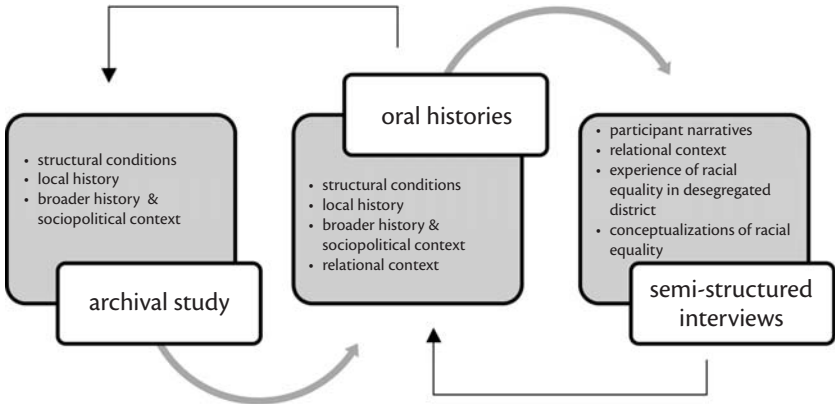 • structural conditions
• local history
• broader history &
sociopolitical context
archival study
oral histories
• structural conditions
• local history
• broader history &
sociopolitical context
• relational context
• participant narratives
• relational context
• experience of racial
equality in desegregated
district
• conceptualizations of racial
equality
semi-structured
interviews